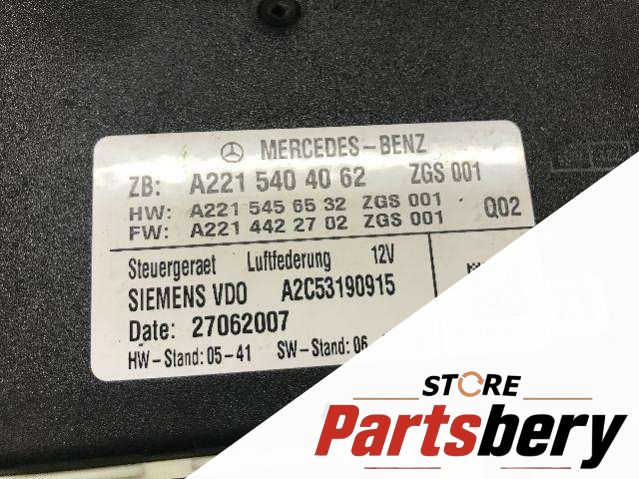 MERCEDES-BENZ
ZB: A221 540 40 62 ZGS 001
HW: A221 545 65 32 ZGS 001
FW: A221 442 27 02 ZGS 001 Q02
Steuergeraet Luftfederung 12V
SIEMENS VDO A2C53190915
Date: 27062007
HW-Stand: 05-41 SW-Stand: 06
STORE
Partsbery